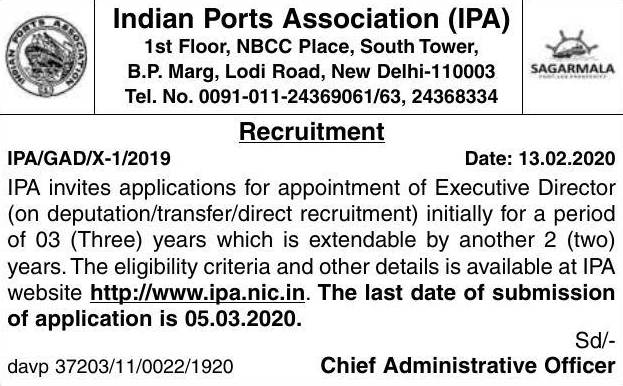 INDIAN PORTS ASSOCIATION
Indian Ports Association (IPA)
1st Floor, NBCC Place, South Tower,
B.P. Marg, Lodi Road, New Delhi-110003
Tel. No. 0091-011-24369061/63, 24368334
SAGARMALA
PORT-LED PROSPERITY
Recruitment
IPA/GAD/X-1/2019 Date: 13.02.2020
IPA invites applications for appointment of Executive Director
(on deputation/transfer/direct recruitment) initially for a period
of 03 (Three) years which is extendable by another 2 (two)
years. The eligibility criteria and other details is available at IPA
website http://www.ipa.nic.in. The last date of submission
of application is 05.03.2020.
Sd/-
davp 37203/11/0022/1920 Chief Administrative Officer